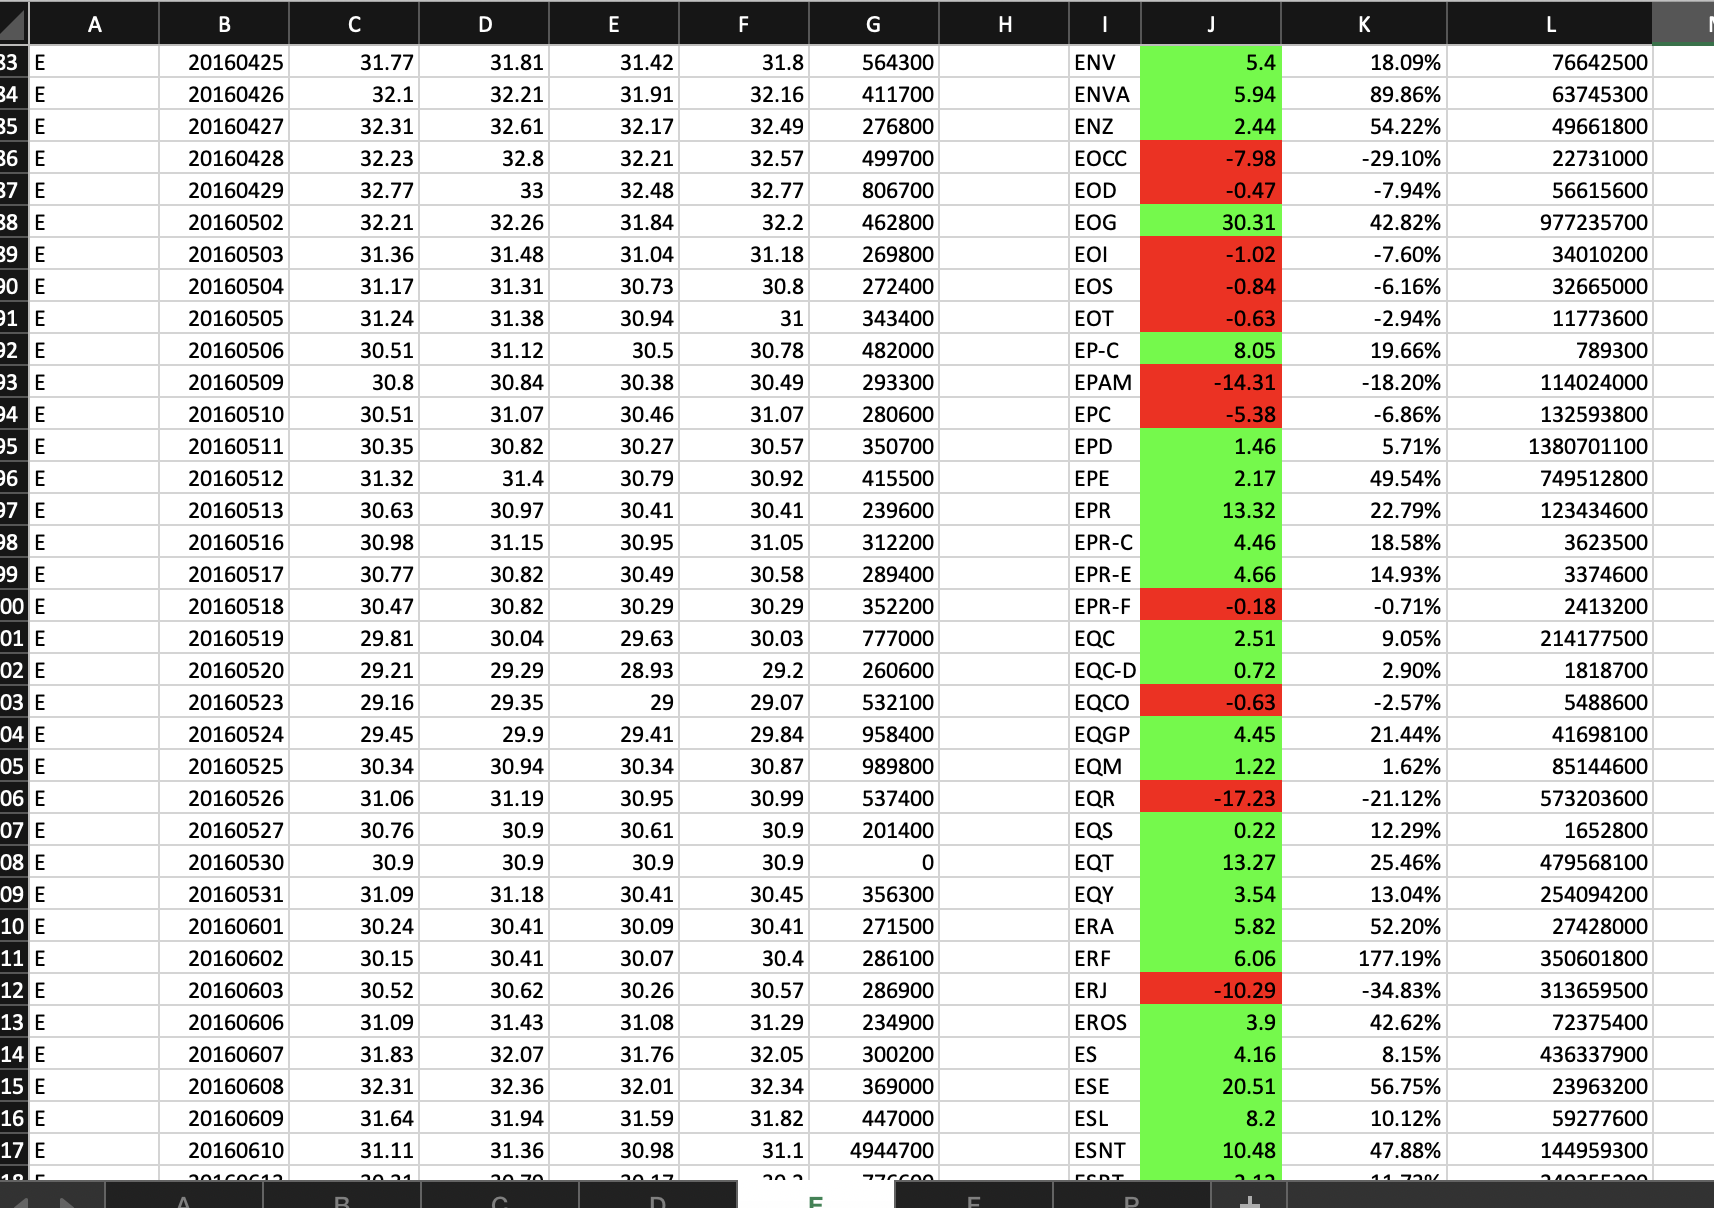 A B C D E F G H I J K L
33 E 20160425 31.77 31.81 31.42 31.8 564300 ENV 5.4 18.09% 76642500
34 E 20160426 32.1 32.21 31.91 32.16 411700 ENVA 5.94 89.86% 63745300
35 E 20160427 32.31 32.61 32.17 32.49 276800 ENZ 2.44 54.22% 49661800
36 E 20160428 32.23 32.8 32.21 32.57 499700 EOCC -7.98 -29.10% 22731000
37 E 20160429 32.77 33 32.48 32.77 806700 EOD -0.47 -7.94% 56615600
38 E 20160502 32.21 32.26 31.84 32.2 462800 EOG 30.31 42.82% 977235700
39 E 20160503 31.36 31.48 31.04 31.18 269800 EOI -1.02 -7.60% 34010200
90 E 20160504 31.17 31.31 30.73 30.8 272400 EOS -0.84 -6.16% 32665000
91 E 20160505 31.24 31.38 30.94 31 343400 EOT -0.63 -2.94% 11773600
92 E 20160506 30.51 31.12 30.5 30.78 482000 EP-C 8.05 19.66% 789300
93 E 20160509 30.8 30.84 30.38 30.49 293300 EPAM -14.31 -18.20% 114024000
94 E 20160510 30.51 31.07 30.46 31.07 280600 EPC -5.38 -6.86% 132593800
95 E 20160511 30.35 30.82 30.27 30.57 350700 EPD 1.46 5.71% 1380701100
96 E 20160512 31.32 31.4 30.79 30.92 415500 EPE 2.17 49.54% 749512800
97 E 20160513 30.63 30.97 30.41 30.41 239600 EPR 13.32 22.79% 123434600
98 E 20160516 30.98 31.15 30.95 31.05 312200 EPR-C 4.46 18.58% 3623500
99 E 20160517 30.77 30.82 30.49 30.58 289400 EPR-E 4.66 14.93% 3374600
00 E 20160518 30.47 30.82 30.29 30.29 352200 EPR-F -0.18 -0.71% 2413200
01 E 20160519 29.81 30.04 29.63 30.03 777000 EQC 2.51 9.05% 214177500
02 E 20160520 29.21 29.29 28.93 29.2 260600 EQC-D 0.72 2.90% 1818700
03 E 20160523 29.16 29.35 29 29.07 532100 EQCO -0.63 -2.57% 5488600
04 E 20160524 29.45 29.9 29.41 29.84 958400 EQGP 4.45 21.44% 41698100
05 E 20160525 30.34 30.94 30.34 30.87 989800 EQM 1.22 1.62% 85144600
06 E 20160526 31.06 31.19 30.95 30.99 537400 EQR -17.23 -21.12% 573203600
07 E 20160527 30.76 30.9 30.61 30.9 201400 EQS 0.22 12.29% 1652800
08 E 20160530 30.9 30.9 30.9 30.9 0 EQT 13.27 25.46% 479568100
09 E 20160531 31.09 31.18 30.41 30.45 356300 EQY 3.54 13.04% 254094200
10 E 20160601 30.24 30.41 30.09 30.41 271500 ERA 5.82 52.20% 27428000
11 E 20160602 30.15 30.41 30.07 30.4 286100 ERF 6.06 177.19% 350601800
12 E 20160603 30.52 30.62 30.26 30.57 286900 ERJ -10.29 -34.83% 313659500
13 E 20160606 31.09 31.43 31.08 31.29 234900 EROS 3.9 42.62% 72375400
14 E 20160607 31.83 32.07 31.76 32.05 300200 ES 4.16 8.15% 436337900
15 E 20160608 32.31 32.36 32.01 32.34 369000 ESE 20.51 56.75% 23963200
16 E 20160609 31.64 31.94 31.59 31.82 447000 ESL 8.2 10.12% 59277600
17 E 20160610 31.11 31.36 30.98 31.1 4944700 ESNT 10.48 47.88% 144959300
A B C D E